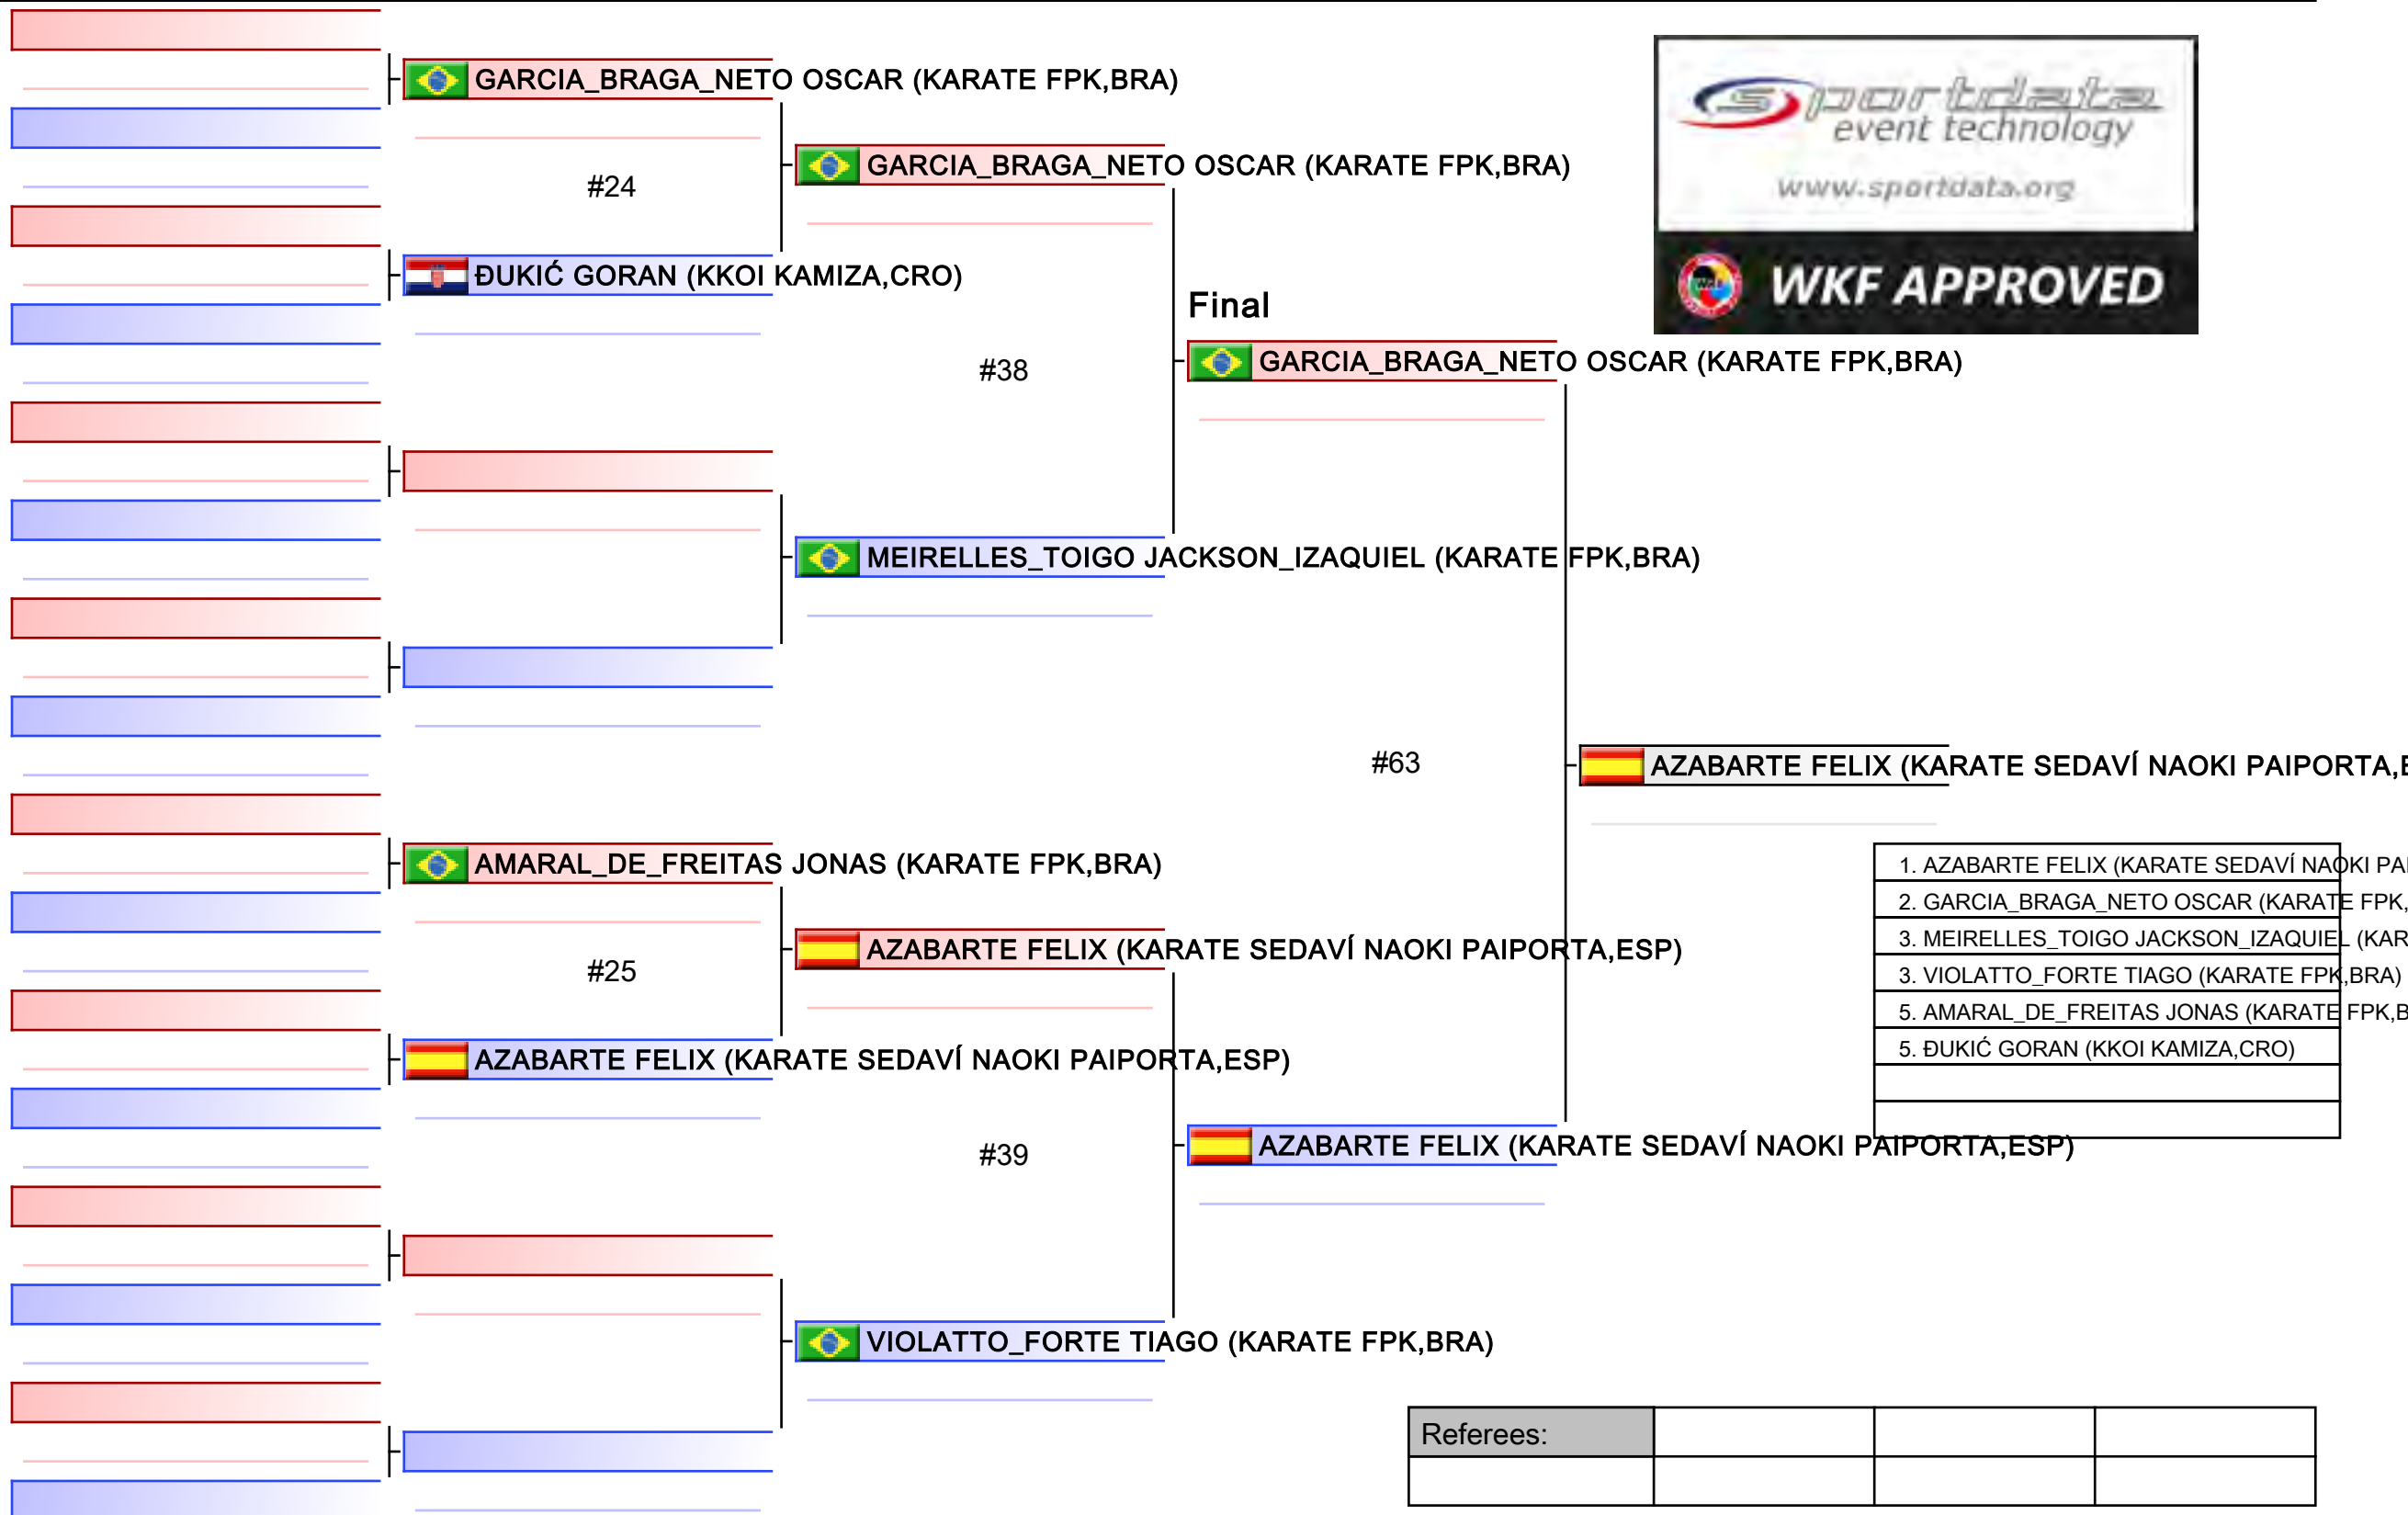 GARCIA_BRAGA_NETO OSCAR (KARATE FPK,BRA)
#24
GARCIA_BRAGA_NETO OSCAR (KARATE FPK,BRA)
ĐUKIĆ GORAN (KKOI KAMIZA,CRO)
sportdata
event technology
www.sportdata.org
WKF APPROVED
Final
#38
GARCIA_BRAGA_NETO OSCAR (KARATE FPK,BRA)
MEIRELLES_TOIGO JACKSON_IZAQUIEL (KARATE FPK,BRA)
#63
AZABARTE FELIX (KARATE SEDAVÍ NAOKI PAIPORTA,E
AMARAL_DE_FREITAS JONAS (KARATE FPK,BRA)
#25
AZABARTE FELIX (KARATE SEDAVÍ NAOKI PAIPORTA,ESP)
AZABARTE FELIX (KARATE SEDAVÍ NAOKI PAIPORTA,ESP)
#39
AZABARTE FELIX (KARATE SEDAVÍ NAOKI PAIPORTA,ESP)
VIOLATTO_FORTE TIAGO (KARATE FPK,BRA)
1. AZABARTE FELIX (KARATE SEDAVÍ NAOKI PAI
2. GARCIA_BRAGA_NETO OSCAR (KARATE FPK,
3. MEIRELLES_TOIGO JACKSON_IZAQUIEL (KAR
3. VIOLATTO_FORTE TIAGO (KARATE FPK,BRA)
5. AMARAL_DE_FREITAS JONAS (KARATE FPK,B
5. ĐUKIĆ GORAN (KKOI KAMIZA,CRO)
Referees: